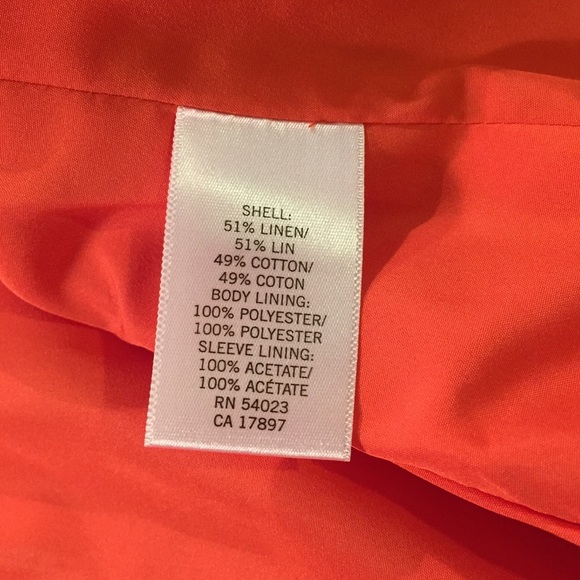 SHELL:
51% LINEN/
51% LIN
49% COTTON/
49% COTON
BODY LINING:
100% POLYESTER/
100% POLYESTER
SLEEVE LINING:
100% ACETATE/
100% ACÉTATE
RN 54023
CA 17897